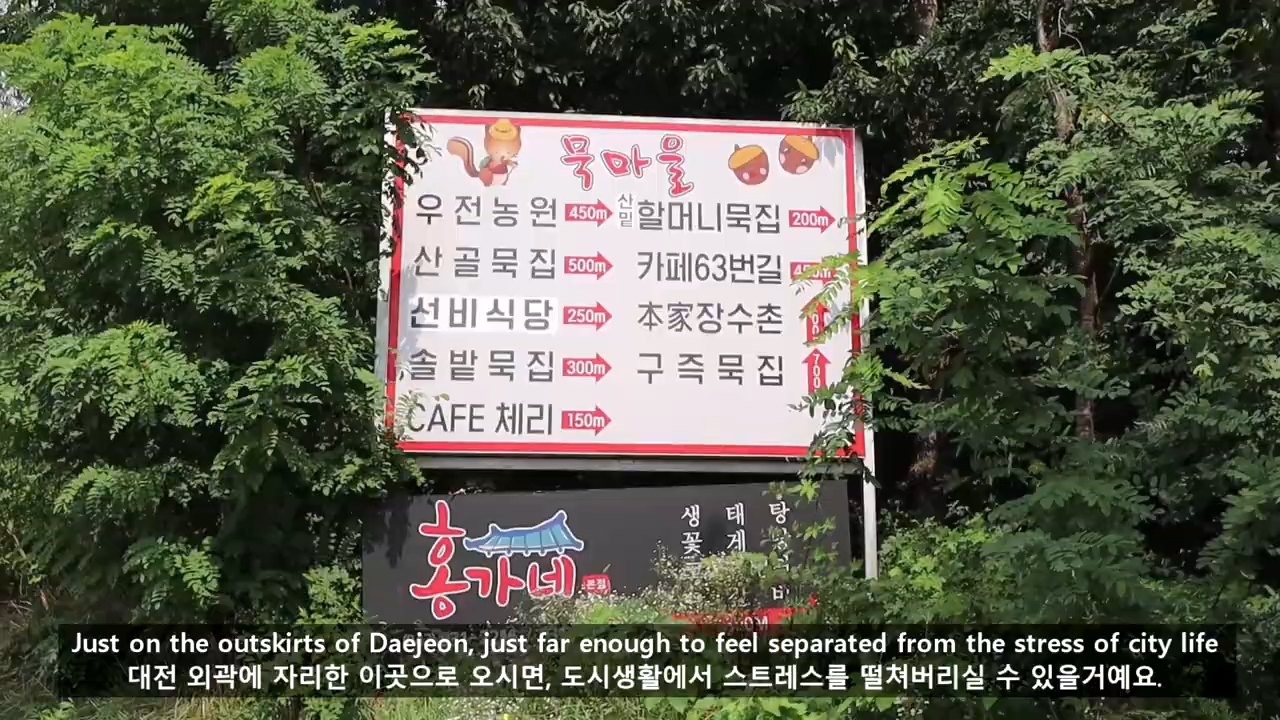 묵마을
우전농원 450m
산밑 할머니묵집 200m
산골묵집 500m
카페63번길 450m
선비식당 250m
本家장수촌
솔밭묵집 300m
구즉묵집 700
CAFE 체리 150m
홍가네 본점
생
태
탕
꽃
게
Just on the outskirts of Daejeon, just far enough to feel separated from the stress of city life
대전 외곽에 자리한 이곳으로 오시면, 도시생활에서 스트레스를 떨쳐버리실 수 있을거예요.